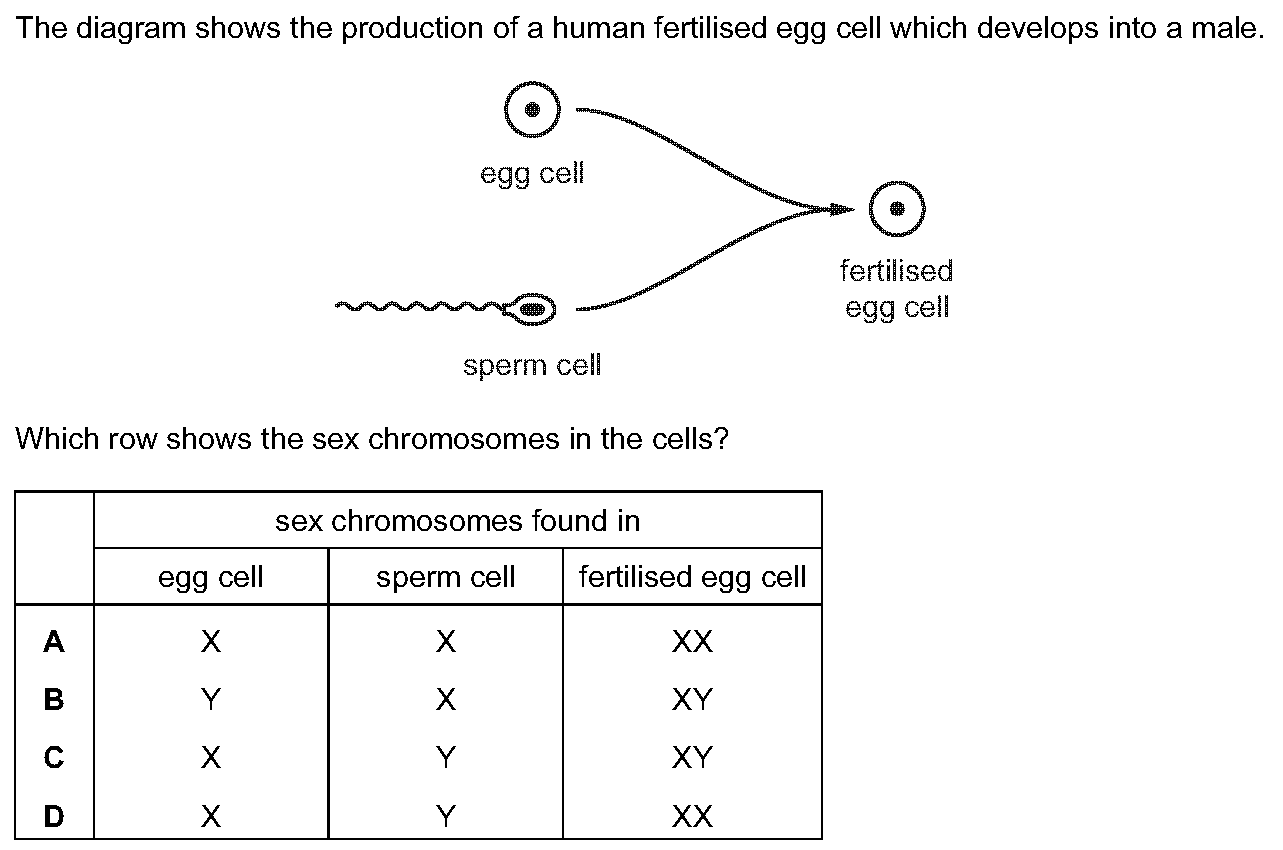 The diagram shows the production of a human fertilised egg cell which develops into a male.
egg cell
fertilised
egg cell
sperm cell
Which row shows the sex chromosomes in the cells?
sex chromosomes found in
egg cell sperm cell fertilised egg cell
A X X XX
B Y X XY
C X Y XY
D X Y XX